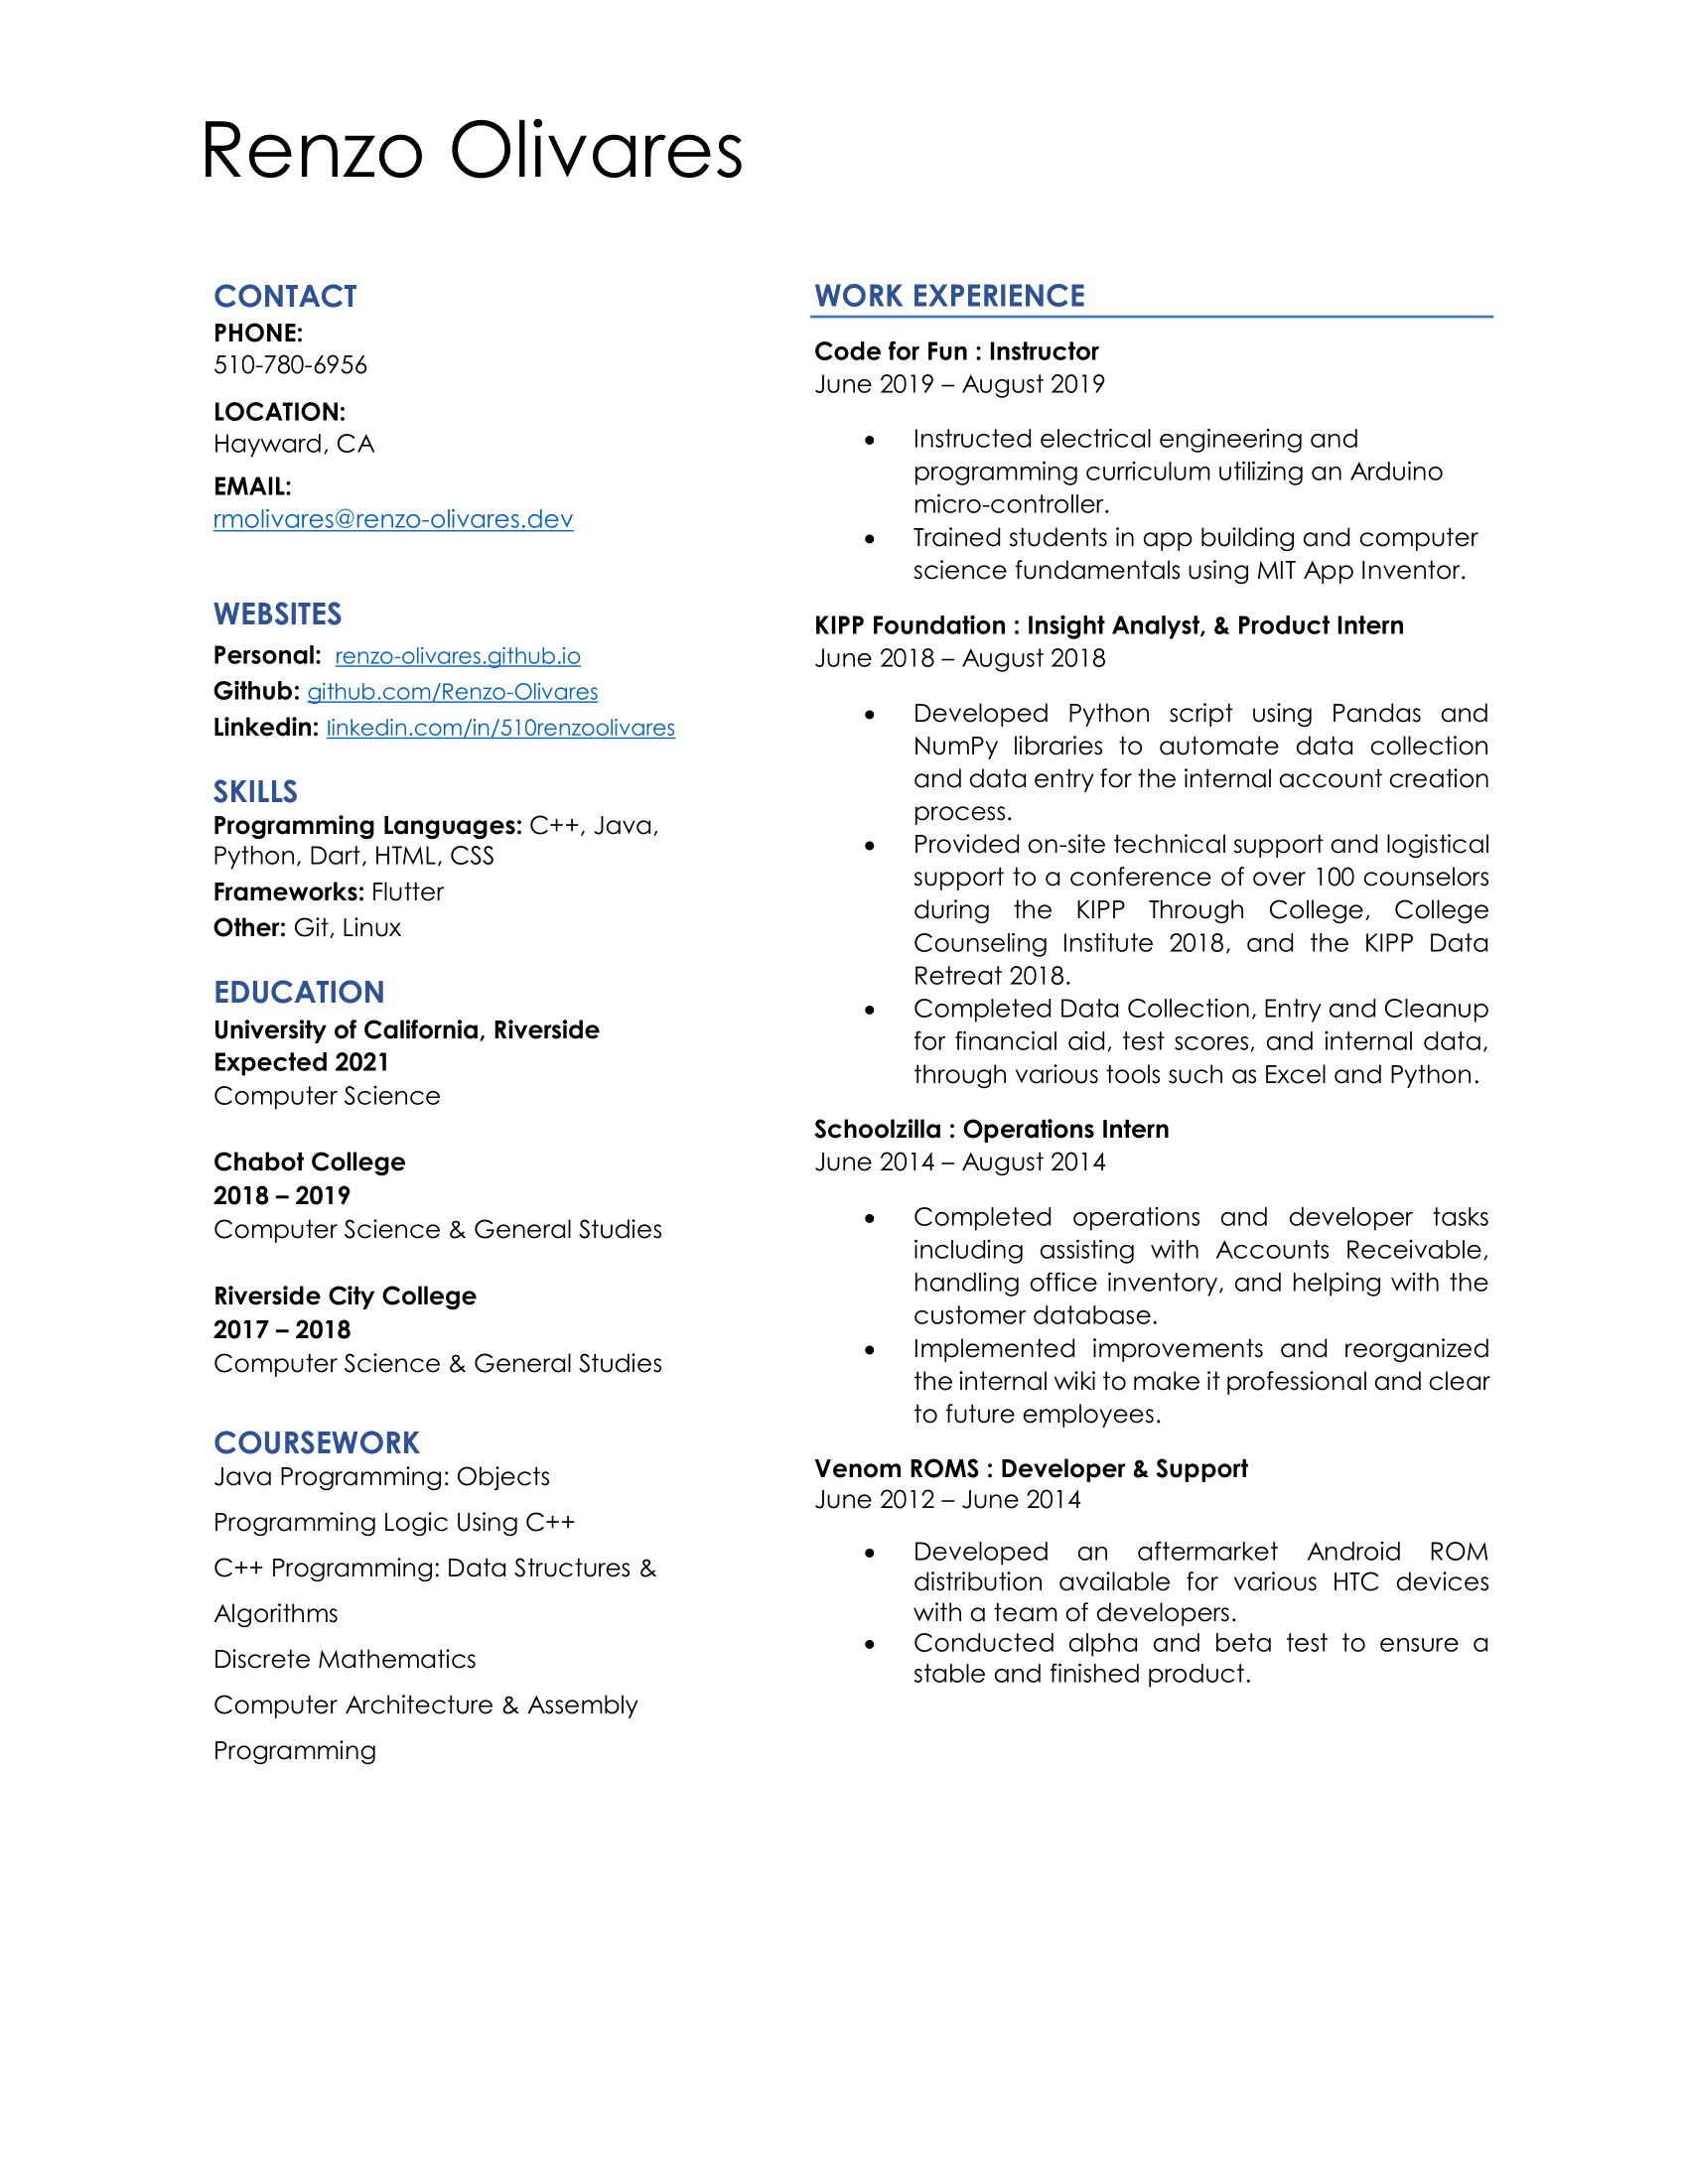 Renzo Olivares
CONTACT
PHONE:
510-780-6956
LOCATION:
Hayward, CA
EMAIL:
rmolivares@renzo-olivares.dev
WEBSITES
Personal: renzo-olivares.github.io
Github: github.com/Renzo-Olivares
Linkedin: linkedin.com/in/510renzoolivares
SKILLS
Programming Languages: C++, Java,
Python, Dart, HTML, CSS
Frameworks: Flutter
Other: Git, Linux
EDUCATION
University of California, Riverside
Expected 2021
Computer Science
Chabot College
2018 – 2019
Computer Science & General Studies
Riverside City College
2017 – 2018
Computer Science & General Studies
COURSEWORK
Java Programming: Objects
Programming Logic Using C++
C++ Programming: Data Structures &
Algorithms
Discrete Mathematics
Computer Architecture & Assembly
Programming
WORK EXPERIENCE
Code for Fun : Instructor
June 2019 – August 2019
• Instructed electrical engineering and
programming curriculum utilizing an Arduino
micro-controller.
• Trained students in app building and computer
science fundamentals using MIT App Inventor.
KIPP Foundation : Insight Analyst, & Product Intern
June 2018 – August 2018
• Developed Python script using Pandas and
NumPy libraries to automate data collection
and data entry for the internal account creation
process.
• Provided on-site technical support and logistical
support to a conference of over 100 counselors
during the KIPP Through College, College
Counseling Institute 2018, and the KIPP Data
Retreat 2018.
• Completed Data Collection, Entry and Cleanup
for financial aid, test scores, and internal data,
through various tools such as Excel and Python.
Schoolzilla : Operations Intern
June 2014 – August 2014
• Completed operations and developer tasks
including assisting with Accounts Receivable,
handling office inventory, and helping with the
customer database.
• Implemented improvements and reorganized
the internal wiki to make it professional and clear
to future employees.
Venom ROMS : Developer & Support
June 2012 – June 2014
• Developed an aftermarket Android ROM
distribution available for various HTC devices
with a team of developers.
• Conducted alpha and beta test to ensure a
stable and finished product.